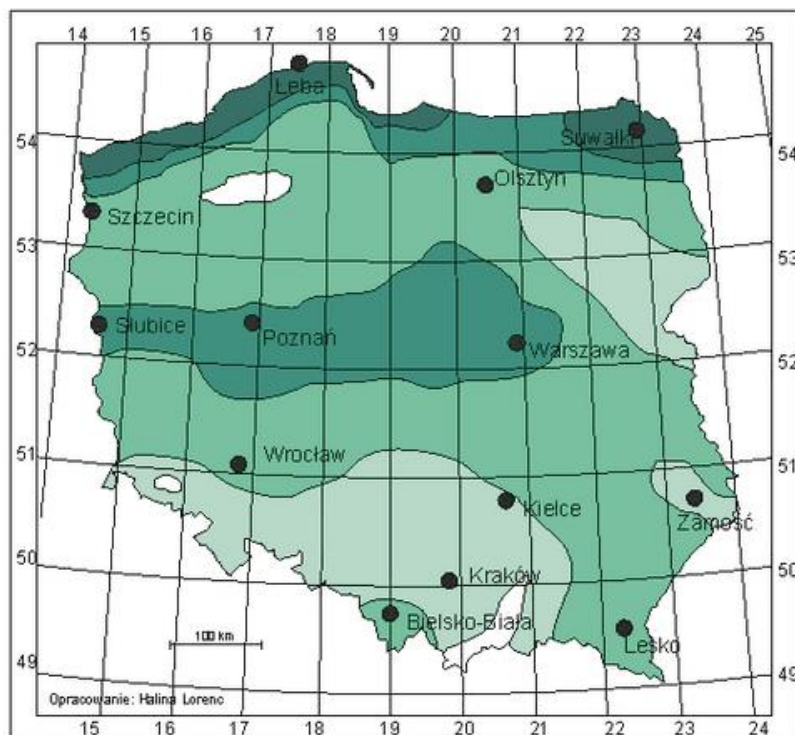 14 15 16 17 18 19 20 21 22 23 24 25
Łeba
54
Suwałki
54
Olsztyn
Szczecin
53
53
Słubice
Poznań
Warszawa
52
52
Wrocław
51
51
Kielce
Zamość
50
50
Kraków
Bielsko-Biała
Lesko
100 km
49
49
Opracowanie: Halina Lorenc
15 16 17 18 19 20 21 22 23 24